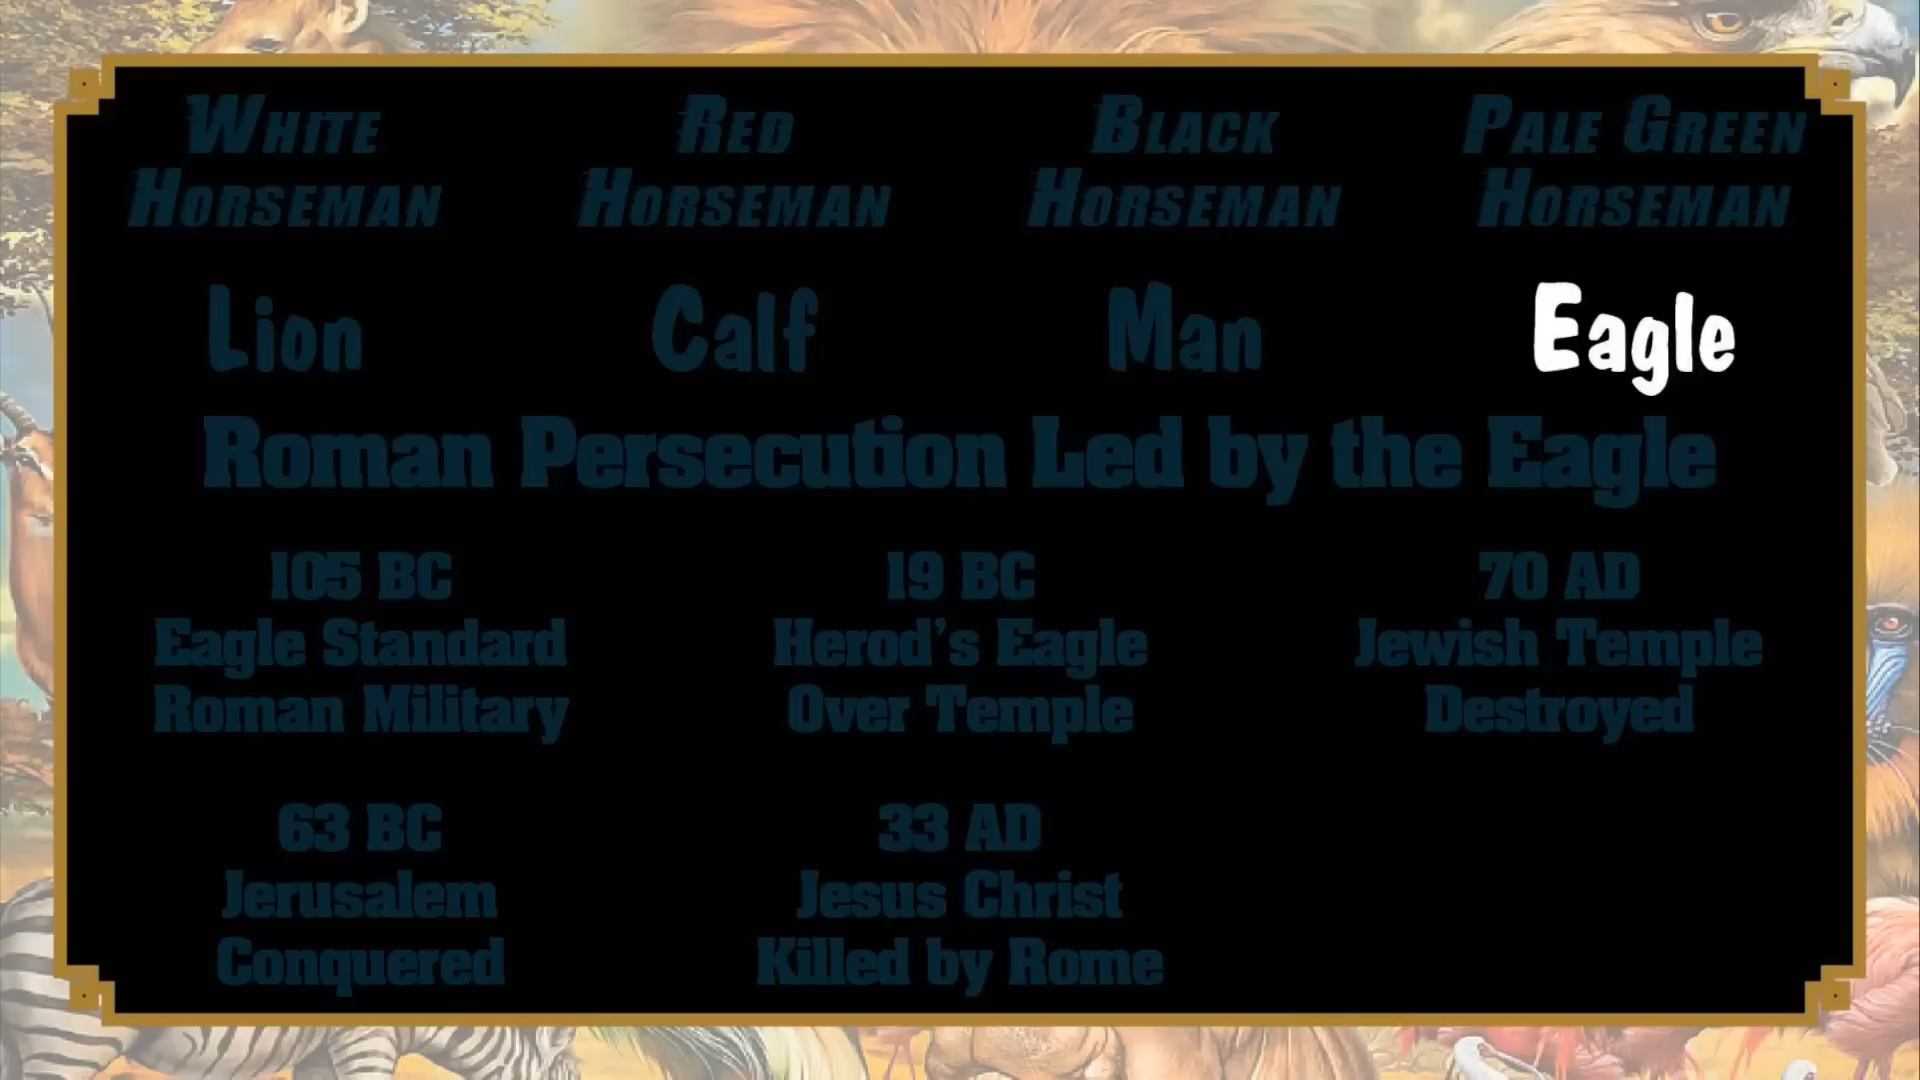 White Horseman
Red Horseman
Black Horseman
Pale Green Horseman
Lion
Calf
Man
Eagle
Roman Persecution Led by the Eagle
105 BC
Eagle Standard
Roman Military
19 BC
Herod's Eagle
Over Temple
70 AD
Jewish Temple
Destroyed
63 BC
Jerusalem
Conquered
33 AD
Jesus Christ
Killed by Rome